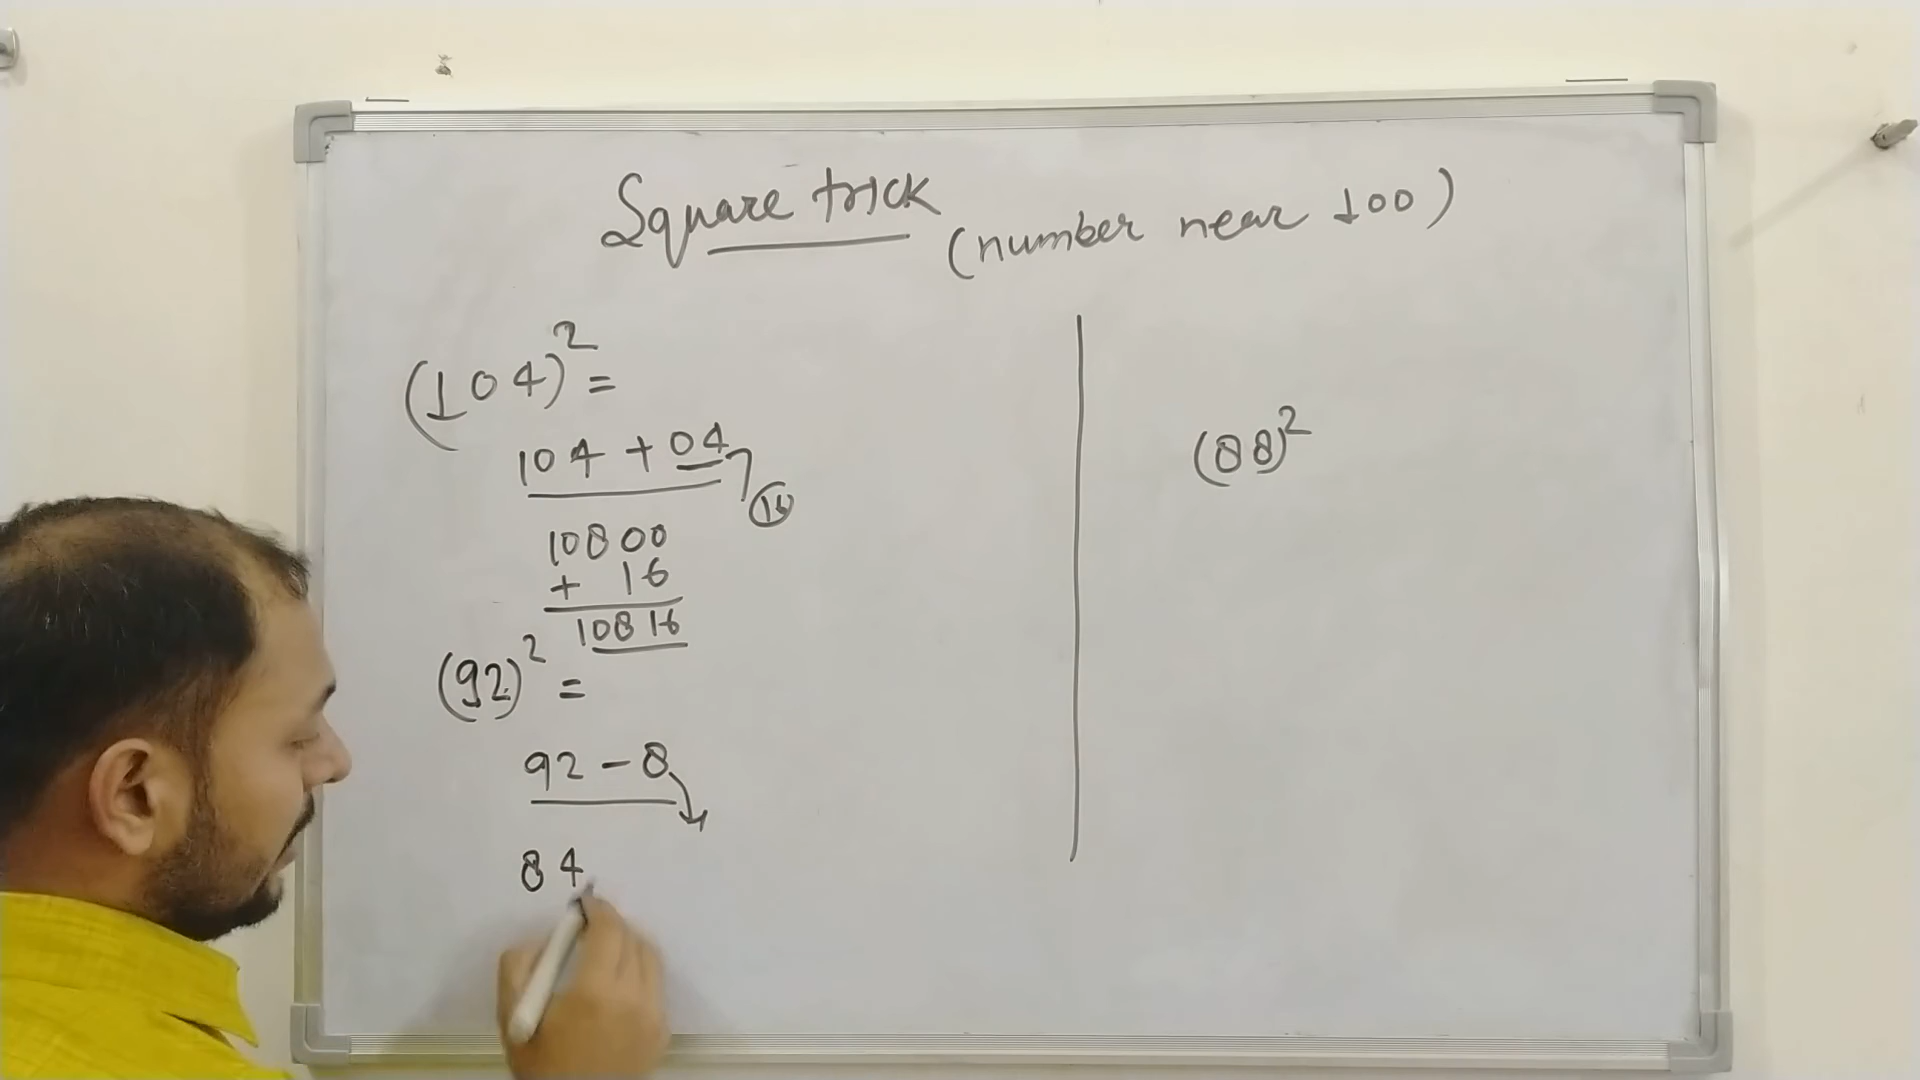 Square trick
(number near 100)
(104)² =
104 + 04
16
10800
+ 16
10816
(92)² =
92 - 8
84
(88)²